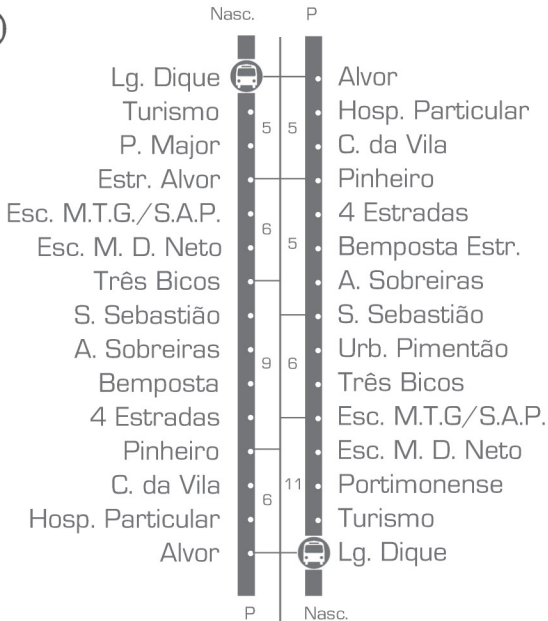 Nasc.
P
Lg. Dique
Turismo
P. Major
Estr. Alvor
Esc. M.T.G./S.A.P.
Esc. M. D. Neto
Três Bicos
S. Sebastião
A. Sobreiras
Bemposta
4 Estradas
Pinheiro
C. da Vila
Hosp. Particular
Alvor
5
6
9
6
5
5
6
11
Alvor
Hosp. Particular
C. da Vila
Pinheiro
4 Estradas
Bemposta Estr.
A. Sobreiras
S. Sebastião
Urb. Pimentão
Três Bicos
Esc. M.T.G/S.A.P.
Esc. M. D. Neto
Portimonense
Turismo
Lg. Dique
P
Nasc.